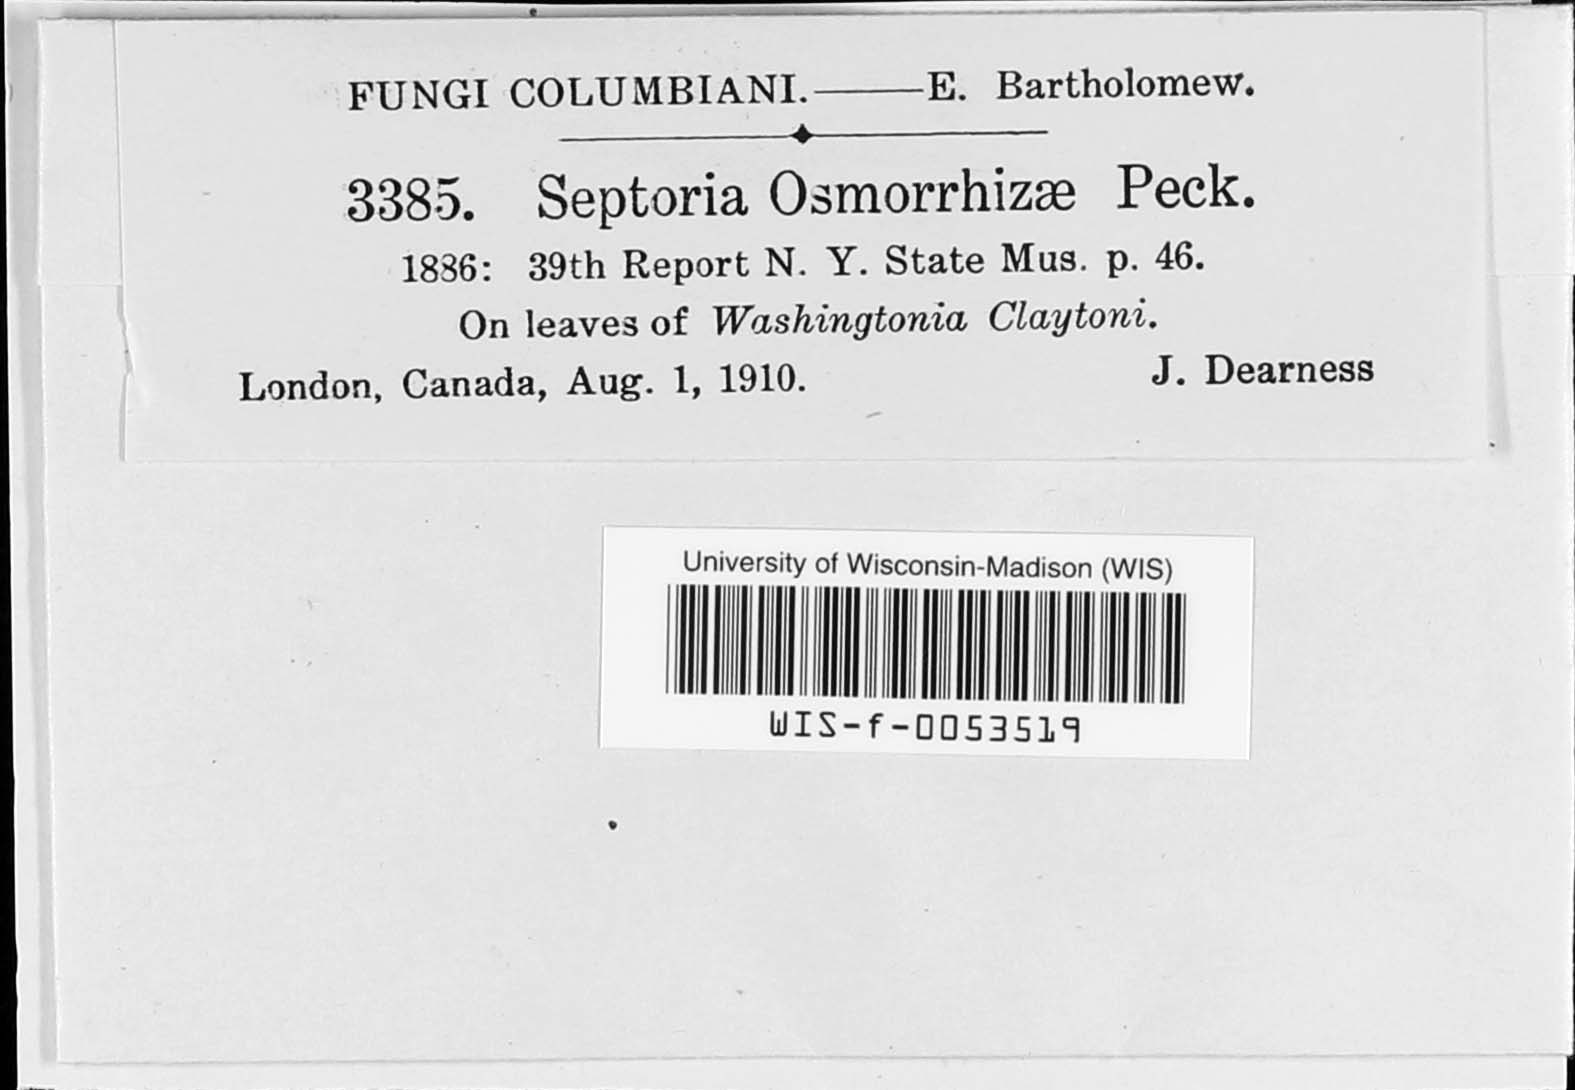 FUNGI COLUMBIANI.——E. Bartholomew.
3385. Septoria Osmorrhizæ Peck.
1886: 39th Report N. Y. State Mus. p. 46.
On leaves of Washingtonia Claytoni.
London, Canada, Aug. 1, 1910. J. Dearness
University of Wisconsin-Madison (WIS)
WIS-f-0053519